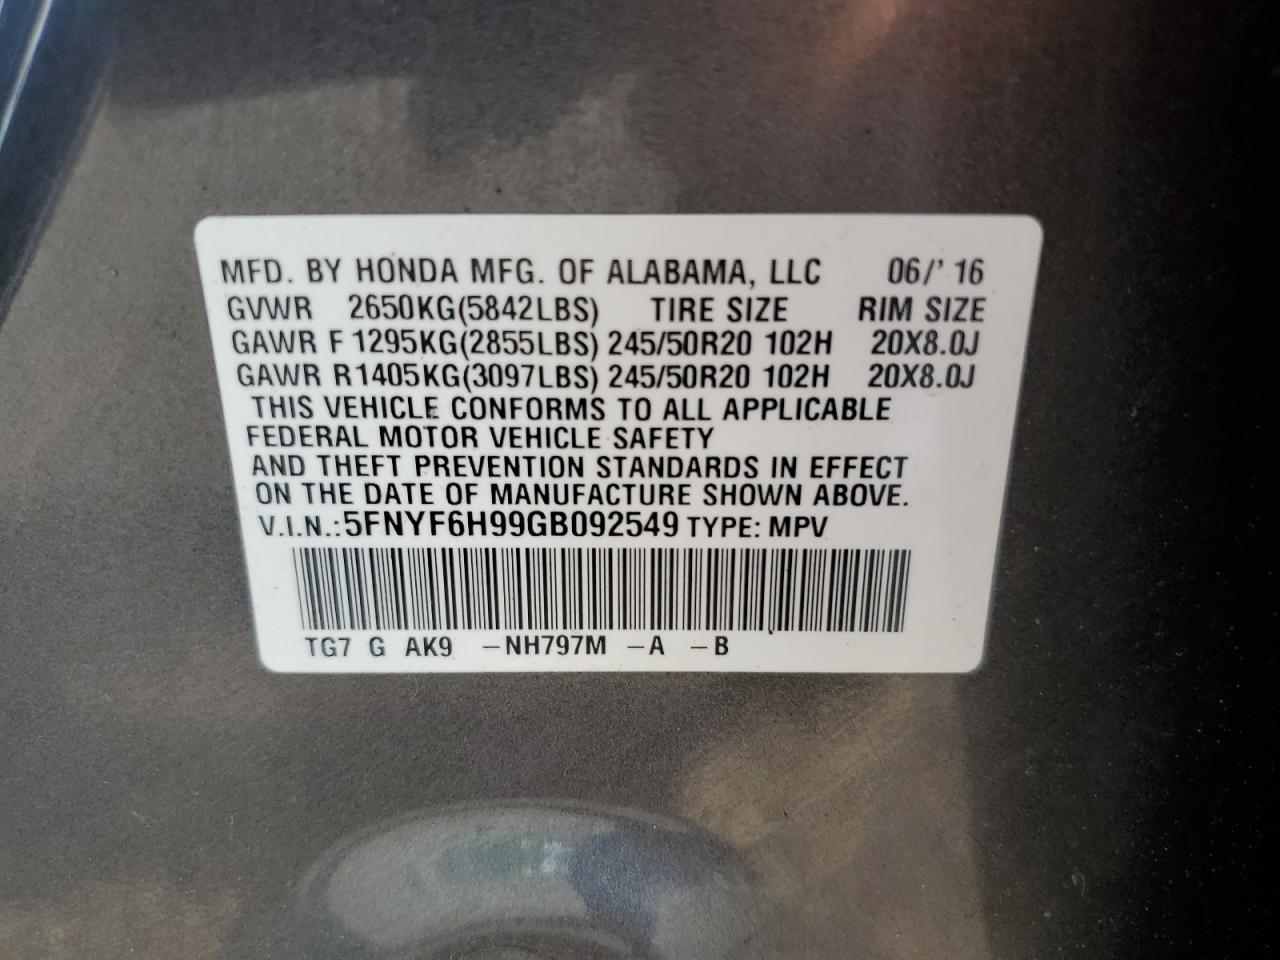 MFD. BY HONDA MFG. OF ALABAMA, LLC 06/' 16
GVWR 2650KG(5842LBS) TIRE SIZE RIM SIZE
GAWR F 1295KG(2855LBS) 245/50R20 102H 20X8.0J
GAWR R1405KG(3097LBS) 245/50R20 102H 20X8.0J
THIS VEHICLE CONFORMS TO ALL APPLICABLE
FEDERAL MOTOR VEHICLE SAFETY
AND THEFT PREVENTION STANDARDS IN EFFECT
ON THE DATE OF MANUFACTURE SHOWN ABOVE.
V.I.N.: 5FNYF6H99GB092549 TYPE: MPV
TG7 G AK9 -NH797M -A -B